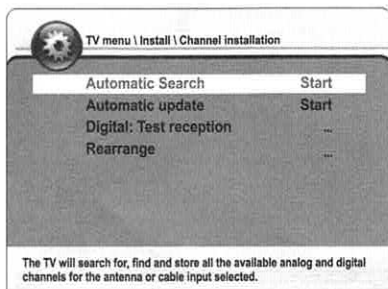 TV menu \ Install \ Channel installation
Automatic Search Start
Automatic update Start
Digital: Test reception ...
Rearrange ...
The TV will search for, find and store all the available analog and digital
channels for the antenna or cable input selected.